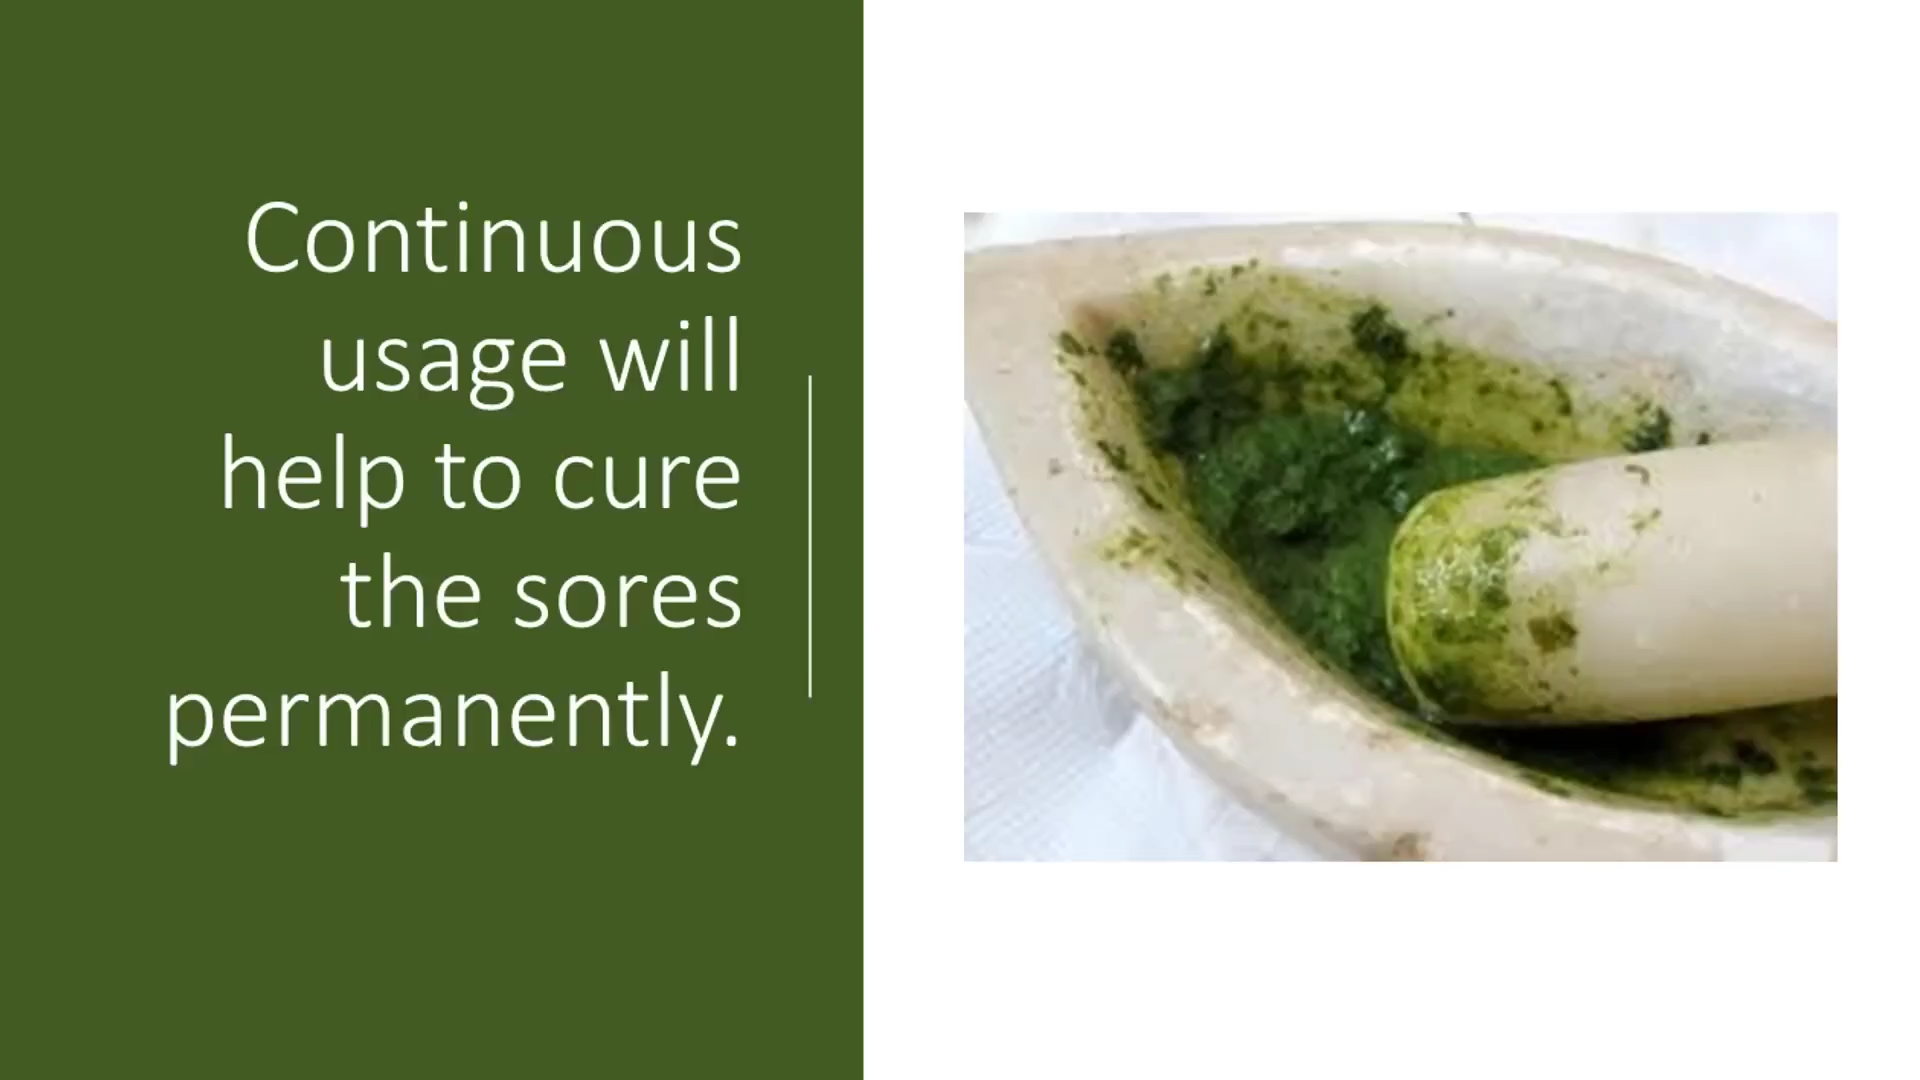 Continuous
usage will
help to cure
the sores
permanently.